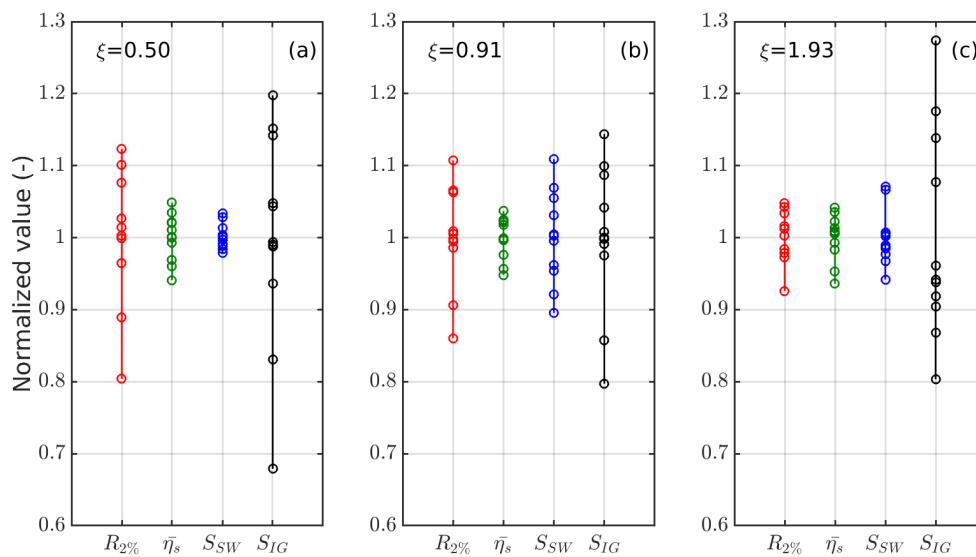 Normalized value (-)
1.3
1.2
1.1
1
0.9
0.8
0.7
0.6
ξ=0.50
(a)
R2% η̄s SSW SIG
1.3
1.2
1.1
1
0.9
0.8
0.7
0.6
ξ=0.91
(b)
R2% η̄s SSW SIG
1.3
1.2
1.1
1
0.9
0.8
0.7
0.6
ξ=1.93
(c)
R2% η̄s SSW SIG